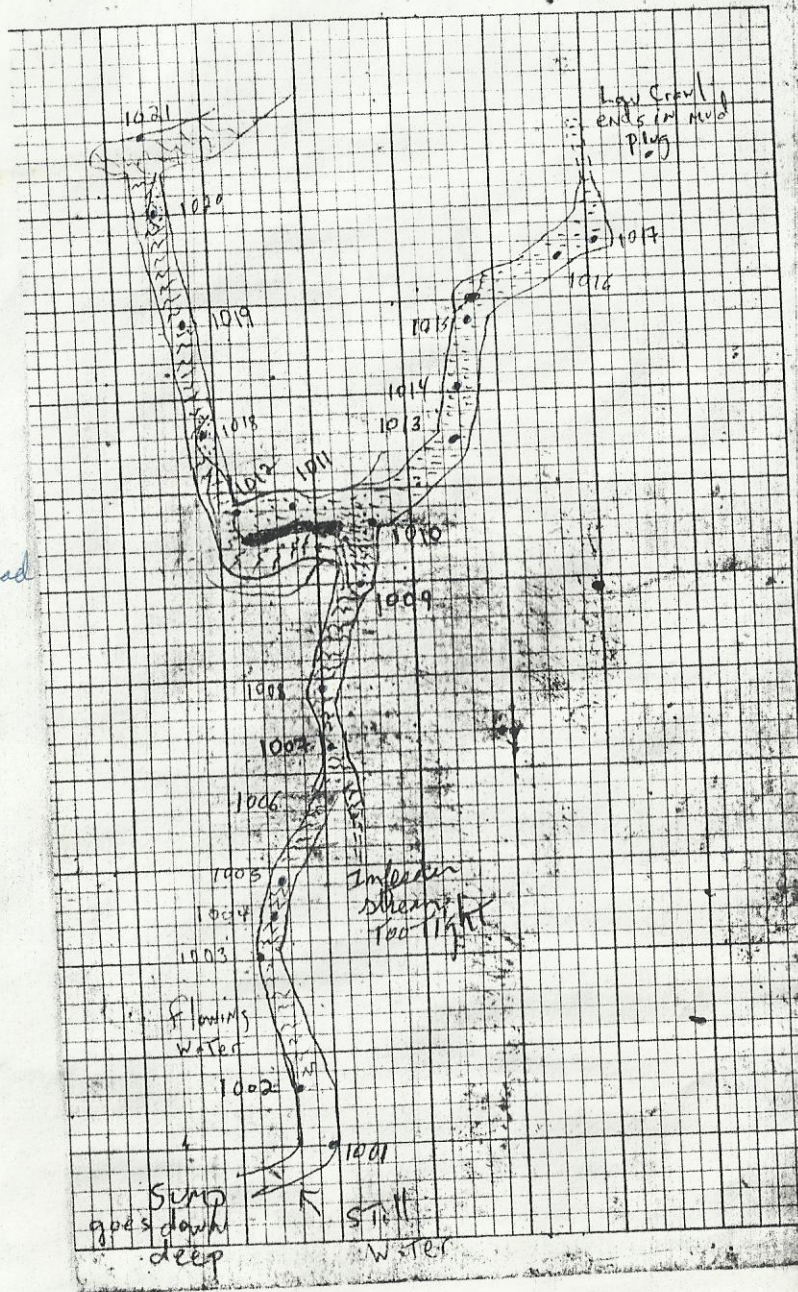 1021
Low Crawl
ends in mud
plug
1020
1017
1016
1019
1015
1014
1018
1013
1011
1012
1010
ad
1009
1008
1007
1006
1005
Infeeder
1004
stream
Too Tight
1003
Flowing
Water
1002
1001
Sump
goes down
deep
Still
Water